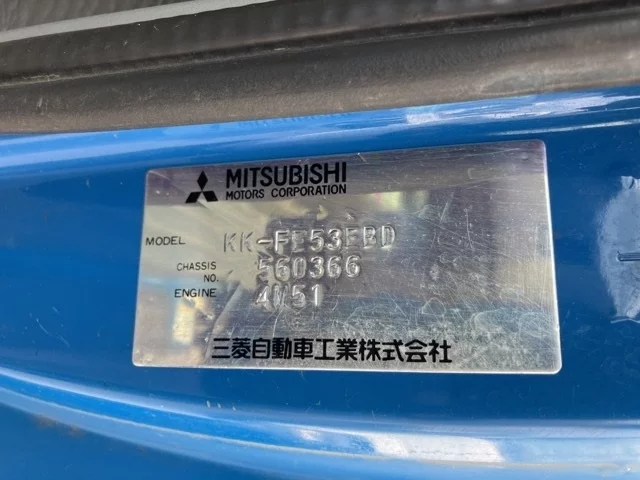 MITSUBISHI
MOTORS CORPORATION
MODEL KK-FE53EBD
CHASSIS NO. 560366
ENGINE 4M51
三菱自動車工業株式会社